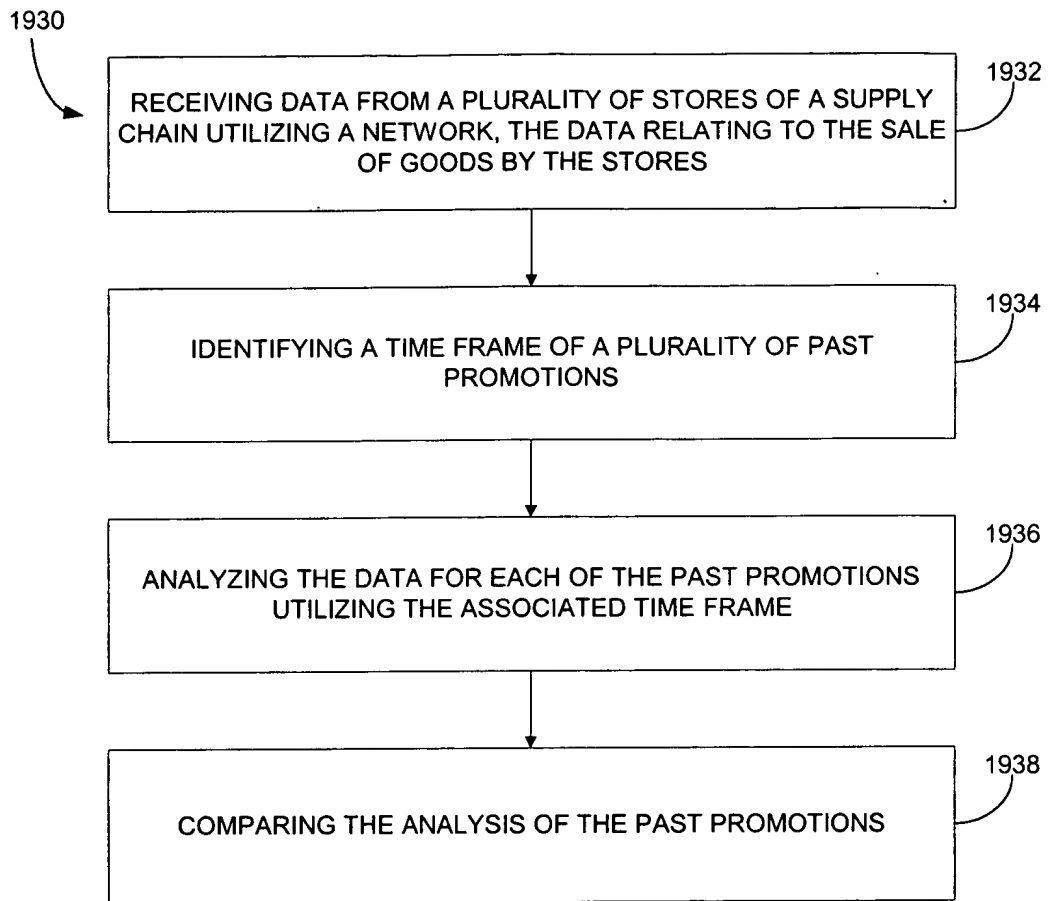 1930
1932
RECEIVING DATA FROM A PLURALITY OF STORES OF A SUPPLY
CHAIN UTILIZING A NETWORK, THE DATA RELATING TO THE SALE
OF GOODS BY THE STORES
1934
IDENTIFYING A TIME FRAME OF A PLURALITY OF PAST
PROMOTIONS
1936
ANALYZING THE DATA FOR EACH OF THE PAST PROMOTIONS
UTILIZING THE ASSOCIATED TIME FRAME
1938
COMPARING THE ANALYSIS OF THE PAST PROMOTIONS